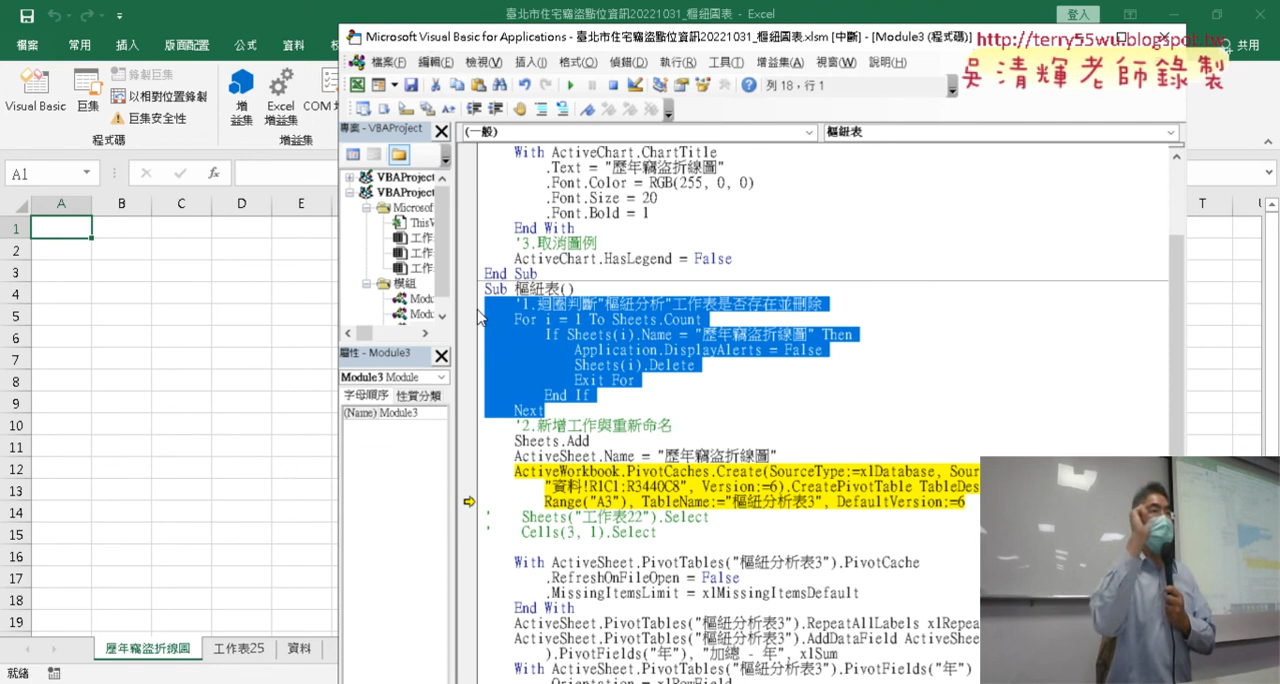 臺北市住宅竊盜點位資訊20221031_樞紐圖表 - Excel
登入
檔案 常用 插入 版面配置 公式 資料
共用
Microsoft Visual Basic for Applications - 臺北市住宅竊盜點位資訊20221031_樞紐圖表.xlsm [中斷] - [Module3 (程式碼)]
http://terry55wu.blogspot.tw
吳清輝老師錄製
檔案(F) 編輯(E) 檢視(V) 插入(I) 格式(O) 偵錯(D) 執行(R) 工具(T) 增益集(A) 視窗(W) 說明(H)
列 18，行 1
Visual Basic 巨集
錄製巨集
以相對位置錄製
巨集安全性
程式碼
增益集
Excel 增益集
COM
增益集
A1
fx
A B C D E T
1
2
3
4
5
6
7
8
9
10
11
12
13
14
15
16
17
18
19
專案 - VBAProject
VBAProject
VBAProject
Microsof
ThisV
工作
工作
工作
模組
Modu
Modu
屬性 - Module3
Module3 Module
字母順序 性質分類
(Name) Module3
(一般) 樞紐表
With ActiveChart.ChartTitle
.Text = "歷年竊盜折線圖"
.Font.Color = RGB(255, 0, 0)
.Font.Size = 20
.Font.Bold = 1
End With
'3.取消圖例
ActiveChart.HasLegend = False
End Sub
Sub 樞紐表()
'1.迴圈判斷"樞紐分析"工作表是否存在並刪除
For i = 1 To Sheets.Count
If Sheets(i).Name = "歷年竊盜折線圖" Then
Application.DisplayAlerts = False
Sheets(i).Delete
Exit For
End If
Next
'2.新增工作與重新命名
Sheets.Add
ActiveSheet.Name = "歷年竊盜折線圖"
ActiveWorkbook.PivotCaches.Create(SourceType:=xlDatabase, Sour
"資料!R1C1:R3440C8", Version:=6).CreatePivotTable TableDes
Range("A3"), TableName:="樞紐分析表3", DefaultVersion:=6
' Sheets("工作表22").Select
' Cells(3, 1).Select
With ActiveSheet.PivotTables("樞紐分析表3").PivotCache
.RefreshOnFileOpen = False
.MissingItemsLimit = xlMissingItemsDefault
End With
ActiveSheet.PivotTables("樞紐分析表3").RepeatAllLabels xlRepea
ActiveSheet.PivotTables("樞紐分析表3").AddDataField ActiveShee
).PivotFields("年"), "加總 - 年", xlSum
With ActiveSheet.PivotTables("樞紐分析表3").PivotFields("年")
.Orientation = xlRowField
歷年竊盜折線圖 工作表25 資料
就緒